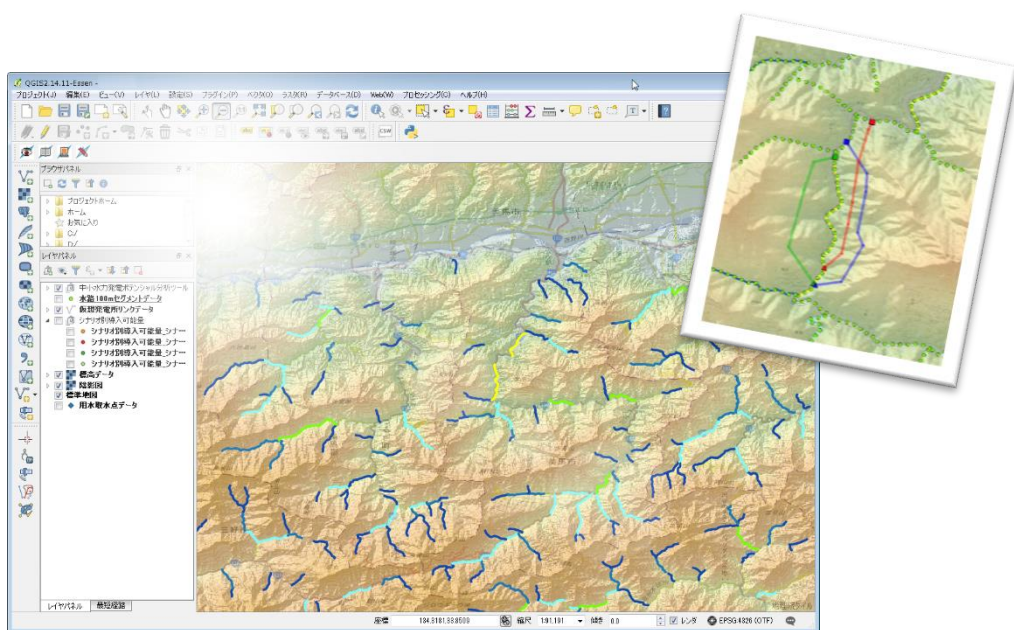 QGIS2.14.11-Essen -
プロジェクト(J) 編集(E) ビュー(V) レイヤ(L) 設定(S) プラグイン(P) ベクタ(O) ラスタ(R) データベース(D) Web(W) プロセッシング(C) ヘルプ(H)
CSW
ブラウザパネル
プロジェクトホーム
ホーム
お気に入り
C:/
D:/
レイヤパネル
中小水力発電ポテンシャル分析ツール
水路100mセグメントデータ
仮想発電所リンクデータ
シナリオ別導入可能量
シナリオ別導入可能量_シナー
シナリオ別導入可能量_シナー
シナリオ別導入可能量_シナー
シナリオ別導入可能量_シナー
標高データ
陰影図
標準地図
用水取水点データ
レイヤパネル 最短経路
座標 縮尺 1:91,191 傾き 0.0 レンダ EPSG:4326 (OTF)